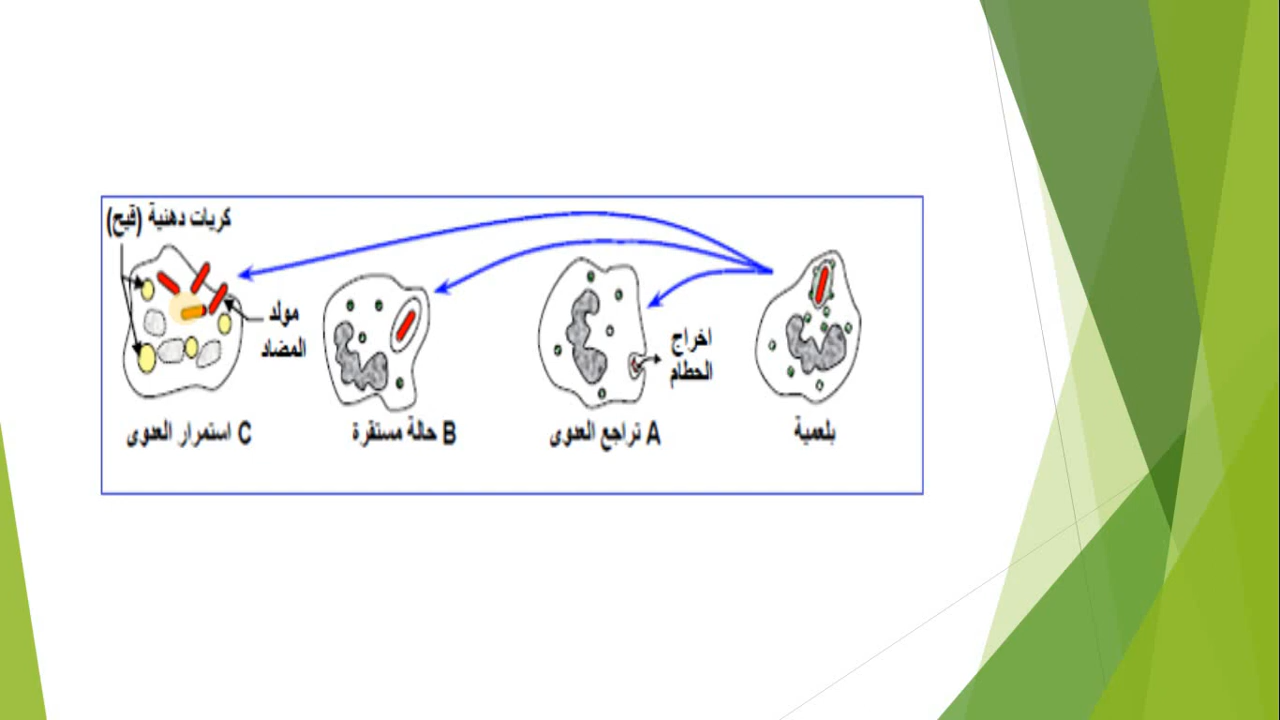 كريات دهنية (قيح)
مولد
المضاد
اخراج
الحطام
بلعمية
A تراجع العدوى
B حالة مستقرة
C استمرار العدوى